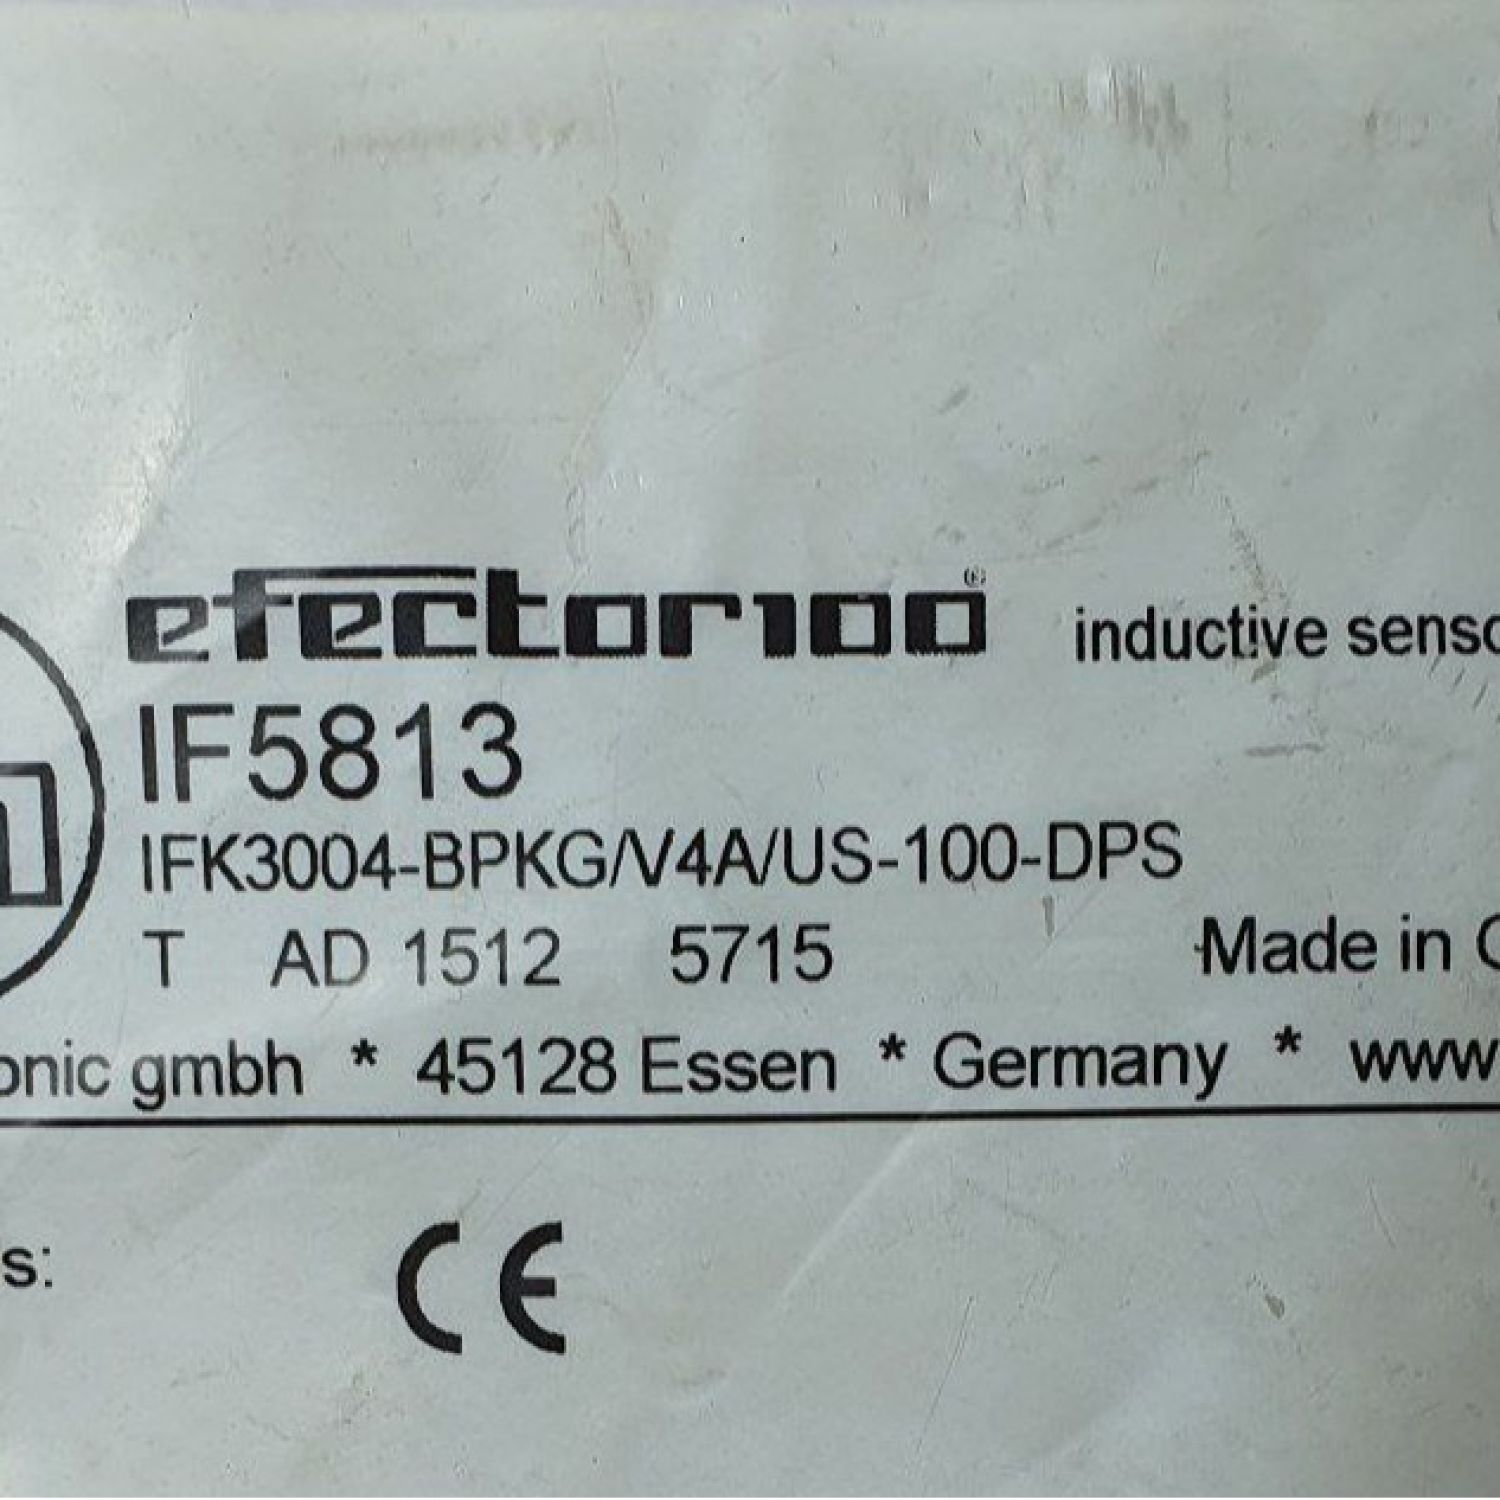 efector100® inductive senso
IF5813
IFK3004-BPKG/V4A/US-100-DPS
T AD 1512 5715 Made in G
onic gmbh * 45128 Essen * Germany * www
s:
CE